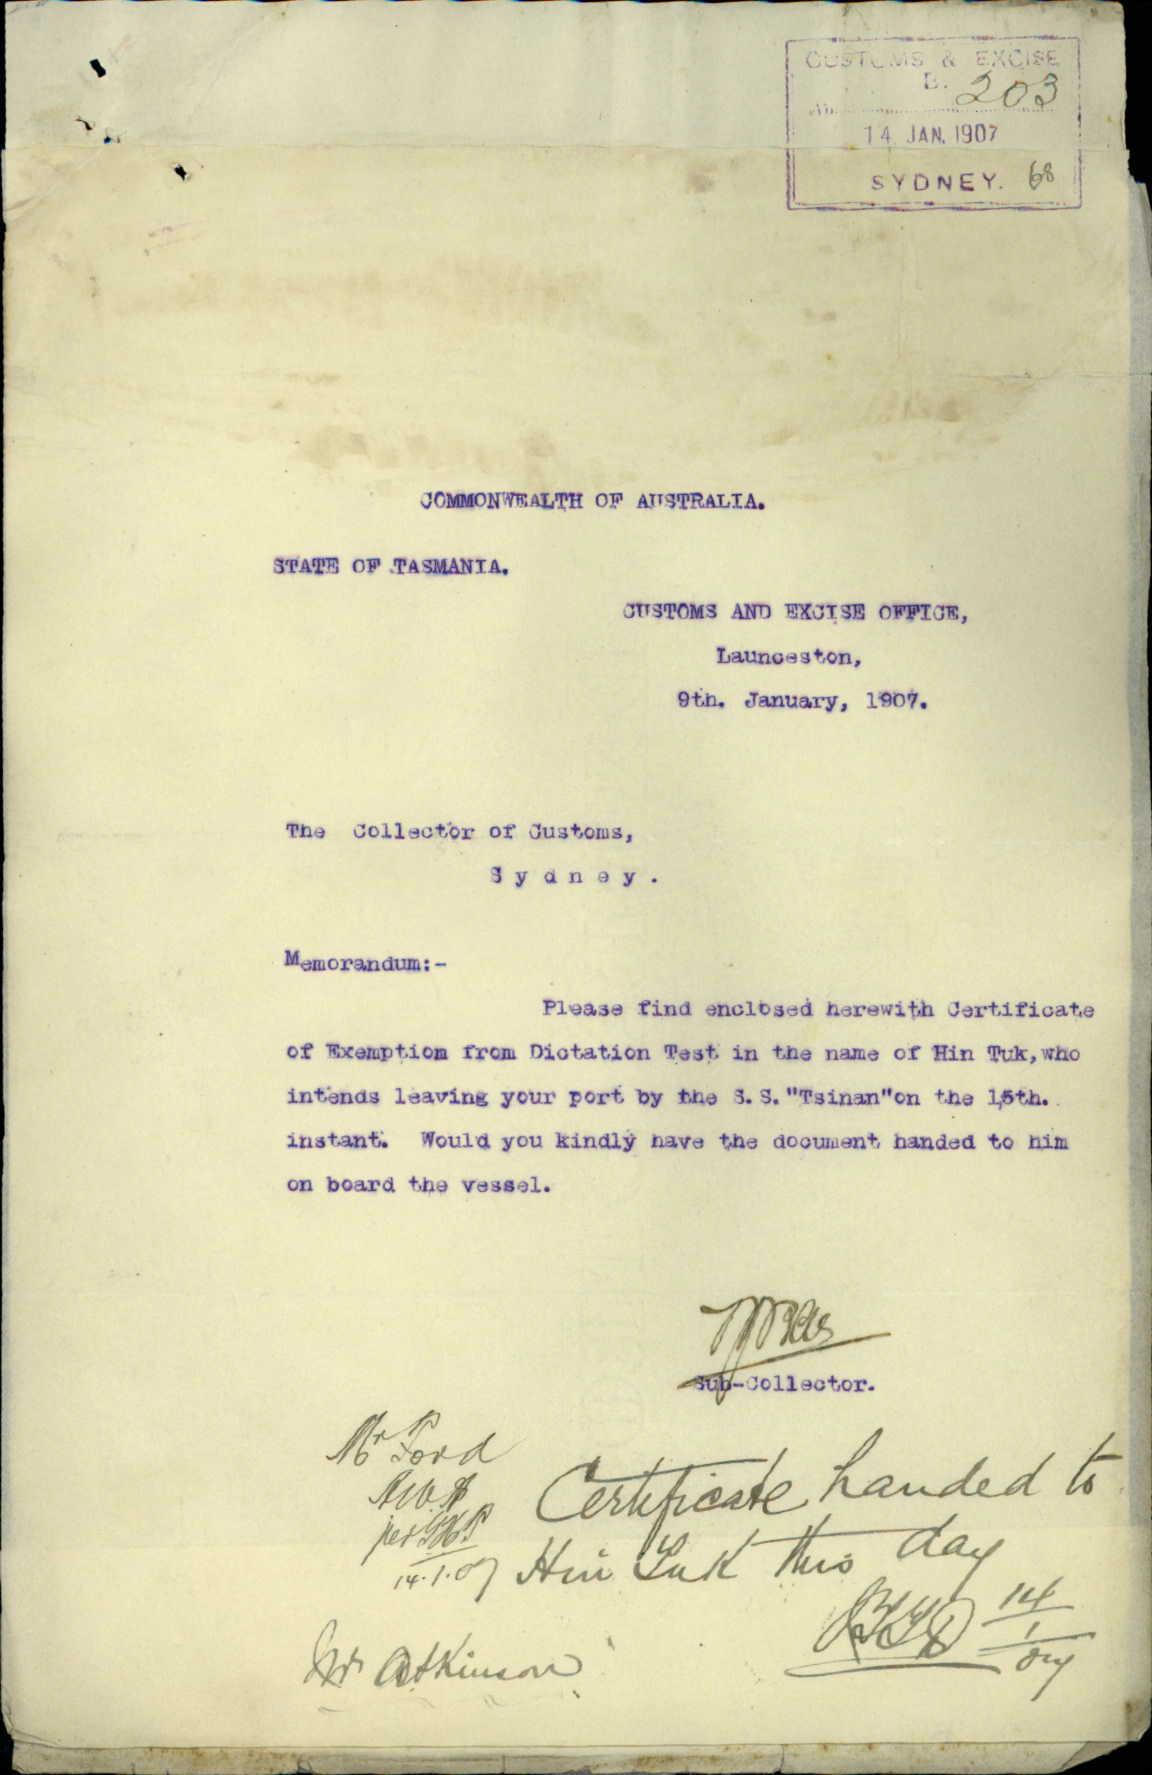 CUSTOMS & EXCISE
B. 203
No.
14 JAN. 1907
SYDNEY. 68
COMMONWEALTH OF AUSTRALIA.
STATE OF TASMANIA.
CUSTOMS AND EXCISE OFFICE,
Launceston,
9th. January, 1907.
The Collector of Customs,
Sydney.
Memorandum:-
Please find enclosed herewith Certificate
of Exemption from Dictation Test in the name of Hin Tuk, who
intends leaving your port by the S.S."Tsinan"on the 15th.
instant. Would you kindly have the document handed to him
on board the vessel.
Sub-Collector.
Mr Ford
per
14.1.07
Certificate handed to
Hin Tuk this day
14/1/07
Mr Atkinson